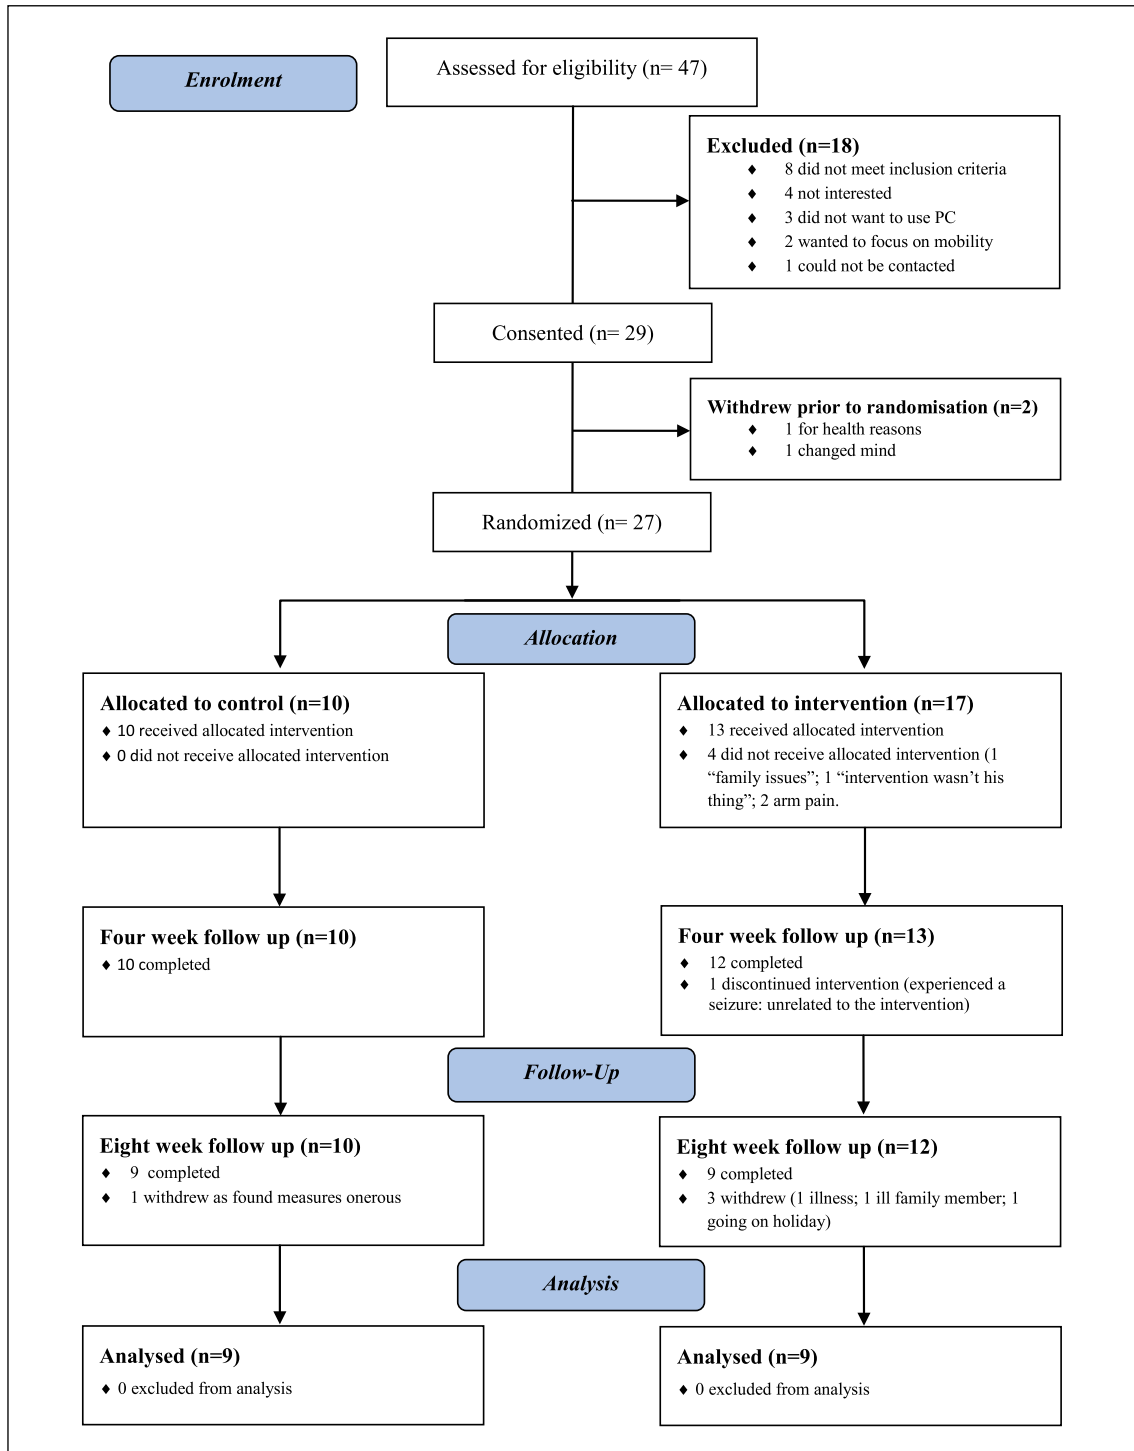 Enrolment
Assessed for eligibility (n= 47)
Excluded (n=18)
♦ 8 did not meet inclusion criteria
♦ 4 not interested
♦ 3 did not want to use PC
♦ 2 wanted to focus on mobility
♦ 1 could not be contacted
Consented (n= 29)
Withdrew prior to randomisation (n=2)
♦ 1 for health reasons
♦ 1 changed mind
Randomized (n= 27)
Allocation
Allocated to control (n=10)
♦ 10 received allocated intervention
♦ 0 did not receive allocated intervention
Allocated to intervention (n=17)
♦ 13 received allocated intervention
♦ 4 did not receive allocated intervention (1
“family issues”; 1 “intervention wasn’t his
thing”; 2 arm pain.
Four week follow up (n=10)
♦ 10 completed
Four week follow up (n=13)
♦ 12 completed
♦ 1 discontinued intervention (experienced a
seizure: unrelated to the intervention)
Follow-Up
Eight week follow up (n=10)
♦ 9 completed
♦ 1 withdrew as found measures onerous
Eight week follow up (n=12)
♦ 9 completed
♦ 3 withdrew (1 illness; 1 ill family member; 1
going on holiday)
Analysis
Analysed (n=9)
♦ 0 excluded from analysis
Analysed (n=9)
♦ 0 excluded from analysis